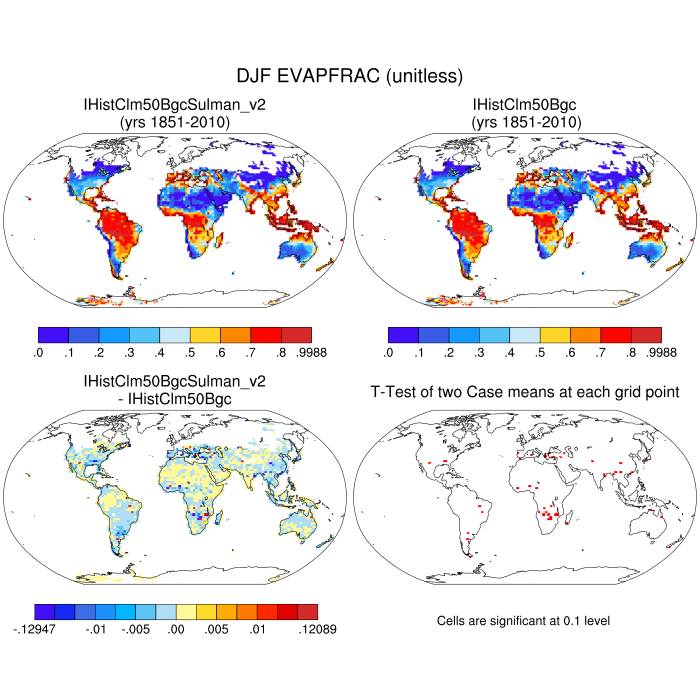 DJF EVAPFRAC (unitless)
IHistClm50BgcSulman_v2
(yrs 1851-2010)
IHistClm50Bgc
(yrs 1851-2010)
.0 .1 .2 .3 .4 .5 .6 .7 .8 .9988
.0 .1 .2 .3 .4 .5 .6 .7 .8 .9988
IHistClm50BgcSulman_v2
- IHistClm50Bgc
T-Test of two Case means at each grid point
-.12947 -.01 -.005 .00 .005 .01 .12089
Cells are significant at 0.1 level